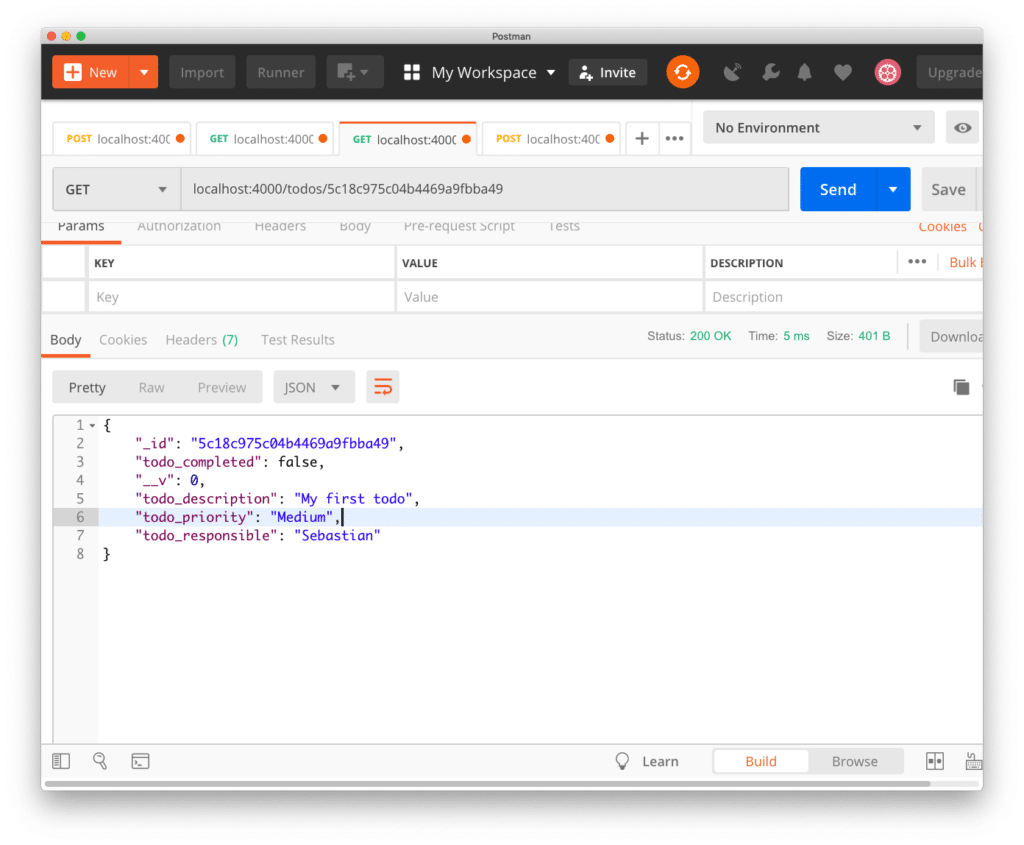 Postman
New Import Runner My Workspace Invite Upgrade
POST localhost:400 GET localhost:4000 GET localhost:4000 POST localhost:400 No Environment
GET localhost:4000/todos/5c18c975c04b4469a9fbba49 Send Save
Params Authorization Headers Body Pre-request Script Tests Cookies
KEY VALUE DESCRIPTION Bulk
Key Value Description
Body Cookies Headers (7) Test Results Status: 200 OK Time: 5 ms Size: 401 B Downloa
Pretty Raw Preview JSON
1 {
2 "_id": "5c18c975c04b4469a9fbba49",
3 "todo_completed": false,
4 "__v": 0,
5 "todo_description": "My first todo",
6 "todo_priority": "Medium",
7 "todo_responsible": "Sebastian"
8 }
Learn Build Browse